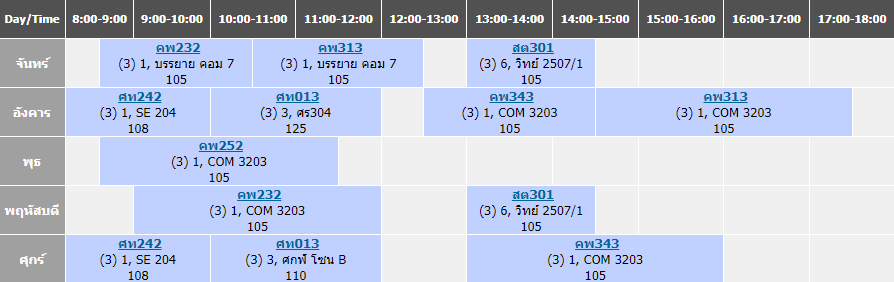 Day/Time 8:00-9:00 9:00-10:00 10:00-11:00 11:00-12:00 12:00-13:00 13:00-14:00 14:00-15:00 15:00-16:00 16:00-17:00 17:00-18:00
จันทร์
คพ232
(3) 1, บรรยาย คอม 7
105
คพ313
(3) 1, บรรยาย คอม 7
105
สต301
(3) 6, วิทย์ 2507/1
105
อังคาร
ศท242
(3) 1, SE 204
108
ศท013
(3) 3, ศร304
125
คพ343
(3) 1, COM 3203
105
คพ313
(3) 1, COM 3203
105
พุธ
คพ252
(3) 1, COM 3203
105
พฤหัสบดี
คพ232
(3) 1, COM 3203
105
สต301
(3) 6, วิทย์ 2507/1
105
ศุกร์
ศท242
(3) 1, SE 204
108
ศท013
(3) 3, ศกฬ โซน B
110
คพ343
(3) 1, COM 3203
105